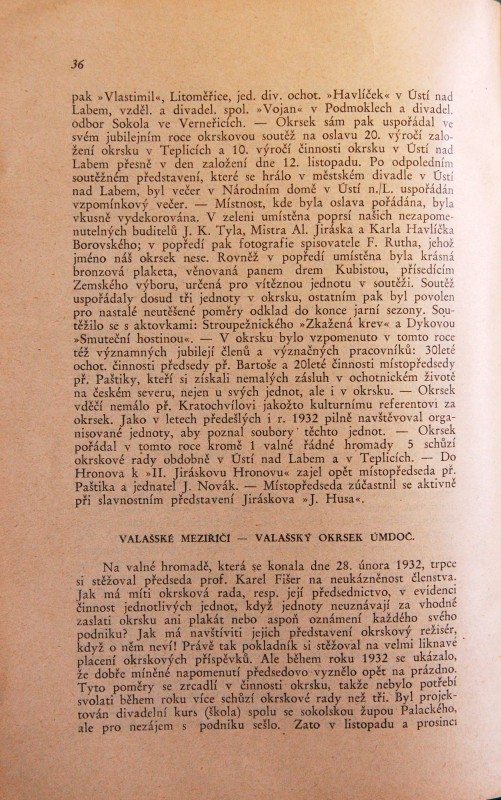 36
pak »Vlastimil«, Litoměřice, jed. div. ochot. »Havlíček« v Ústí nad
Labem, vzděl. a divadel. spol. »Vojan« v Podmoklech a divadel.
odbor Sokola ve Verneřicích. — Okrsek sám pak uspořádal ve
svém jubilejním roce okrskovou soutěž na oslavu 20. výročí zalo-
žení okrsku v Teplicích a 10. výročí činnosti okrsku v Ústí nad
Labem přesně v den založení dne 12. listopadu. Po odpoledním
soutěžném představení, které se hrálo v městském divadle v Ústí
nad Labem, byl večer v Národním domě v Ústí n./L. uspořádán
vzpomínkový večer. — Místnost, kde byla oslava pořádána, byla
vkusně vydekorována. V zeleni umístěna poprsí našich nezapome-
nutelných buditelů J. K. Tyla, Mistra Al. Jiráska a Karla Havlíčka
Borovského; v popředí pak fotografie spisovatele F. Rutha, jehož
jméno náš okrsek nese. Rovněž v popředí umístěna byla krásná
bronzová plaketa, věnovaná panem drem Kubistou, přísedícím
Zemského výboru, určená pro vítěznou jednotu v soutěži. Soutěž
uspořádaly dosud tři jednoty v okrsku, ostatním pak byl povolen
pro nastalé neutěšené poměry odklad do konce jarní sezony. Sou-
těžilo se s aktovkami: Stroupežnického »Zkažená krev« a Dykovou
»Smuteční hostinou«. — V okrsku bylo vzpomenuto v tomto roce
též významných jubilejí členů a význačných pracovníků: 30leté
ochot. činnosti předsedy př. Bartoše a 20leté činnosti místopředsedy
př. Paštiky, kteří si získali nemalých zásluh v ochotnickém životě
na českém severu, nejen u svých jednot, ale i v okrsku. — Okrsek
vděčí nemálo př. Kratochvílovi jakožto kulturnímu referentovi za
okrsek. Jako v letech předešlých i r. 1932 pilně navštěvoval orga-
nisované jednoty, aby poznal soubory těchto jednot. — Okrsek
pořádal v tomto roce kromě 1 valné řádné hromady 5 schůzí
okrskové rady obdobně v Ústí nad Labem a v Teplicích. — Do
Hronova k »II. Jiráskovu Hronovu« zajel opět místopředseda př.
Paštika a jednatel J. Novák. — Místopředseda zúčastnil se aktivně
při slavnostním představení Jiráskova »J. Husa«.
VALAŠSKÉ MEZIŘÍČÍ — VALAŠSKÝ OKRSEK ÚMDOČ.
Na valné hromadě, která se konala dne 28. února 1932, trpce
si stěžoval předseda prof. Karel Fišer na neukázněnost členstva.
Jak má míti okrsková rada, resp. její předsednictvo, v evidenci
činnost jednotlivých jednot, když jednoty neuznávají za vhodné
zaslati okrsku ani plakát nebo aspoň oznámení každého svého
podniku? Jak má navštíviti jejich představení okrskový režisér,
když o něm neví! Právě tak pokladník si stěžoval na velmi liknavé
placení okrskových příspěvků. Ale během roku 1932 se ukázalo,
že dobře míněné napomenutí předsedovo vyznělo opět na prázdno.
Tyto poměry se zrcadlí v činnosti okrsku, takže nebylo potřebí
svolati během roku více schůzí okrskové rady než tři. Byl projek-
tován divadelní kurs (škola) spolu se sokolskou župou Palackého,
ale pro nezájem s podniku sešlo. Zato v listopadu a prosinci